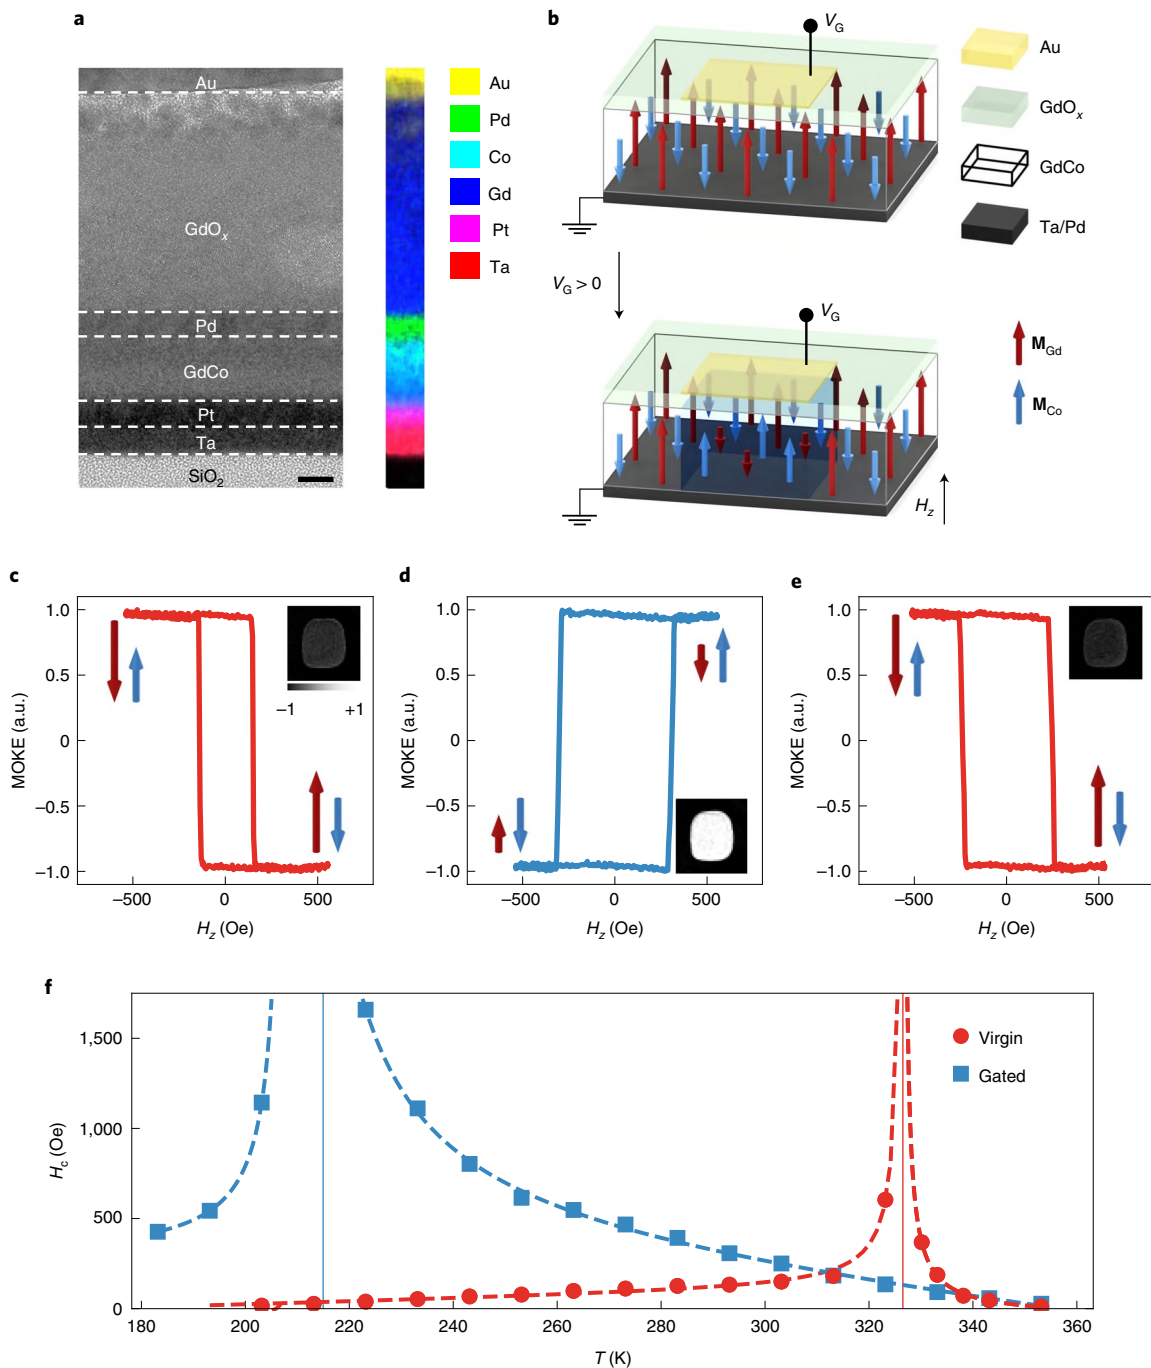 a
Au
GdOx
Pd
GdCo
Pt
Ta
SiO2
Au
Pd
Co
Gd
Pt
Ta
b
VG
Au
GdOx
GdCo
Ta/Pd
VG > 0
VG
MGd
MCo
Hz
c
MOKE (a.u.)
1.0
0.5
0
–0.5
–1.0
–1 +1
–500 0 500
Hz (Oe)
d
MOKE (a.u.)
1.0
0.5
0
–0.5
–1.0
–500 0 500
Hz (Oe)
e
MOKE (a.u.)
1.0
0.5
0
–0.5
–1.0
–500 0 500
Hz (Oe)
f
Hc (Oe)
1,500
1,000
500
0
Virgin
Gated
180 200 220 240 260 280 300 320 340 360
T (K)